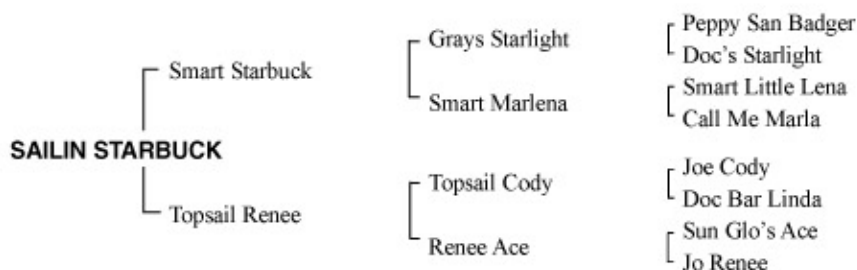 Peppy San Badger
Grays Starlight
Doc's Starlight
Smart Starbuck
Smart Little Lena
Smart Marlena
Call Me Marla
SAILIN STARBUCK
Joe Cody
Topsail Cody
Doc Bar Linda
Topsail Renee
Sun Glo's Ace
Renee Ace
Jo Renee